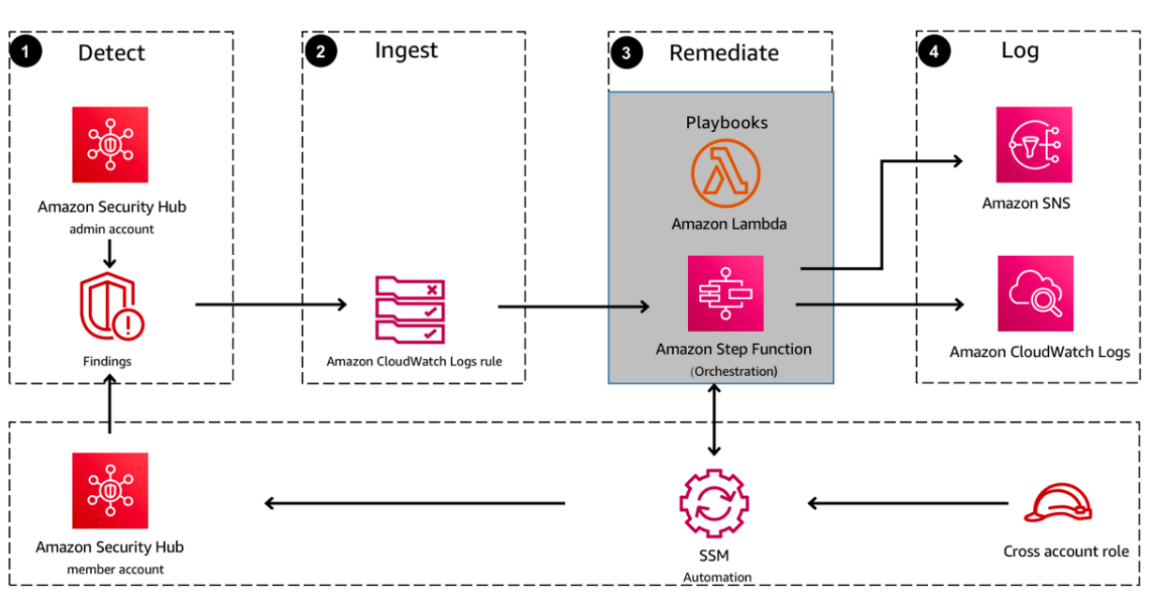 1 Detect
Amazon Security Hub
admin account
Findings
2 Ingest
Amazon CloudWatch Logs rule
3 Remediate
Playbooks
Amazon Lambda
Amazon Step Function
(Orchestration)
4 Log
Amazon SNS
Amazon CloudWatch Logs
Amazon Security Hub
member account
SSM
Automation
Cross account role